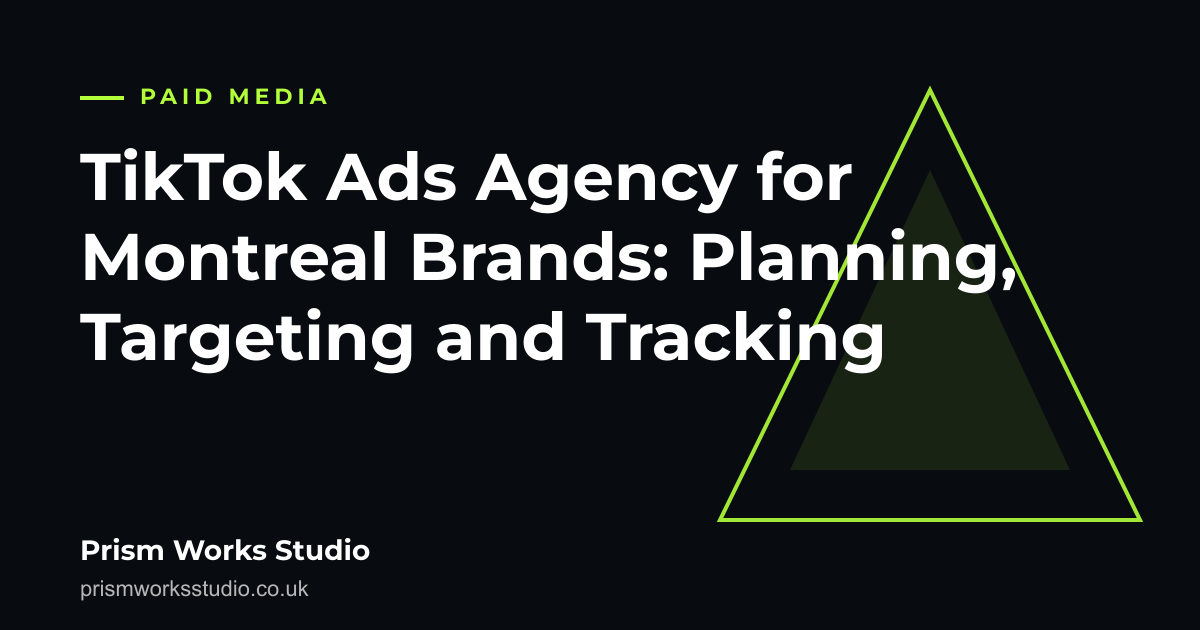 PAID MEDIA
TikTok Ads Agency for
Montreal Brands: Planning,
Targeting and Tracking
Prism Works Studio
prismworksstudio.co.uk